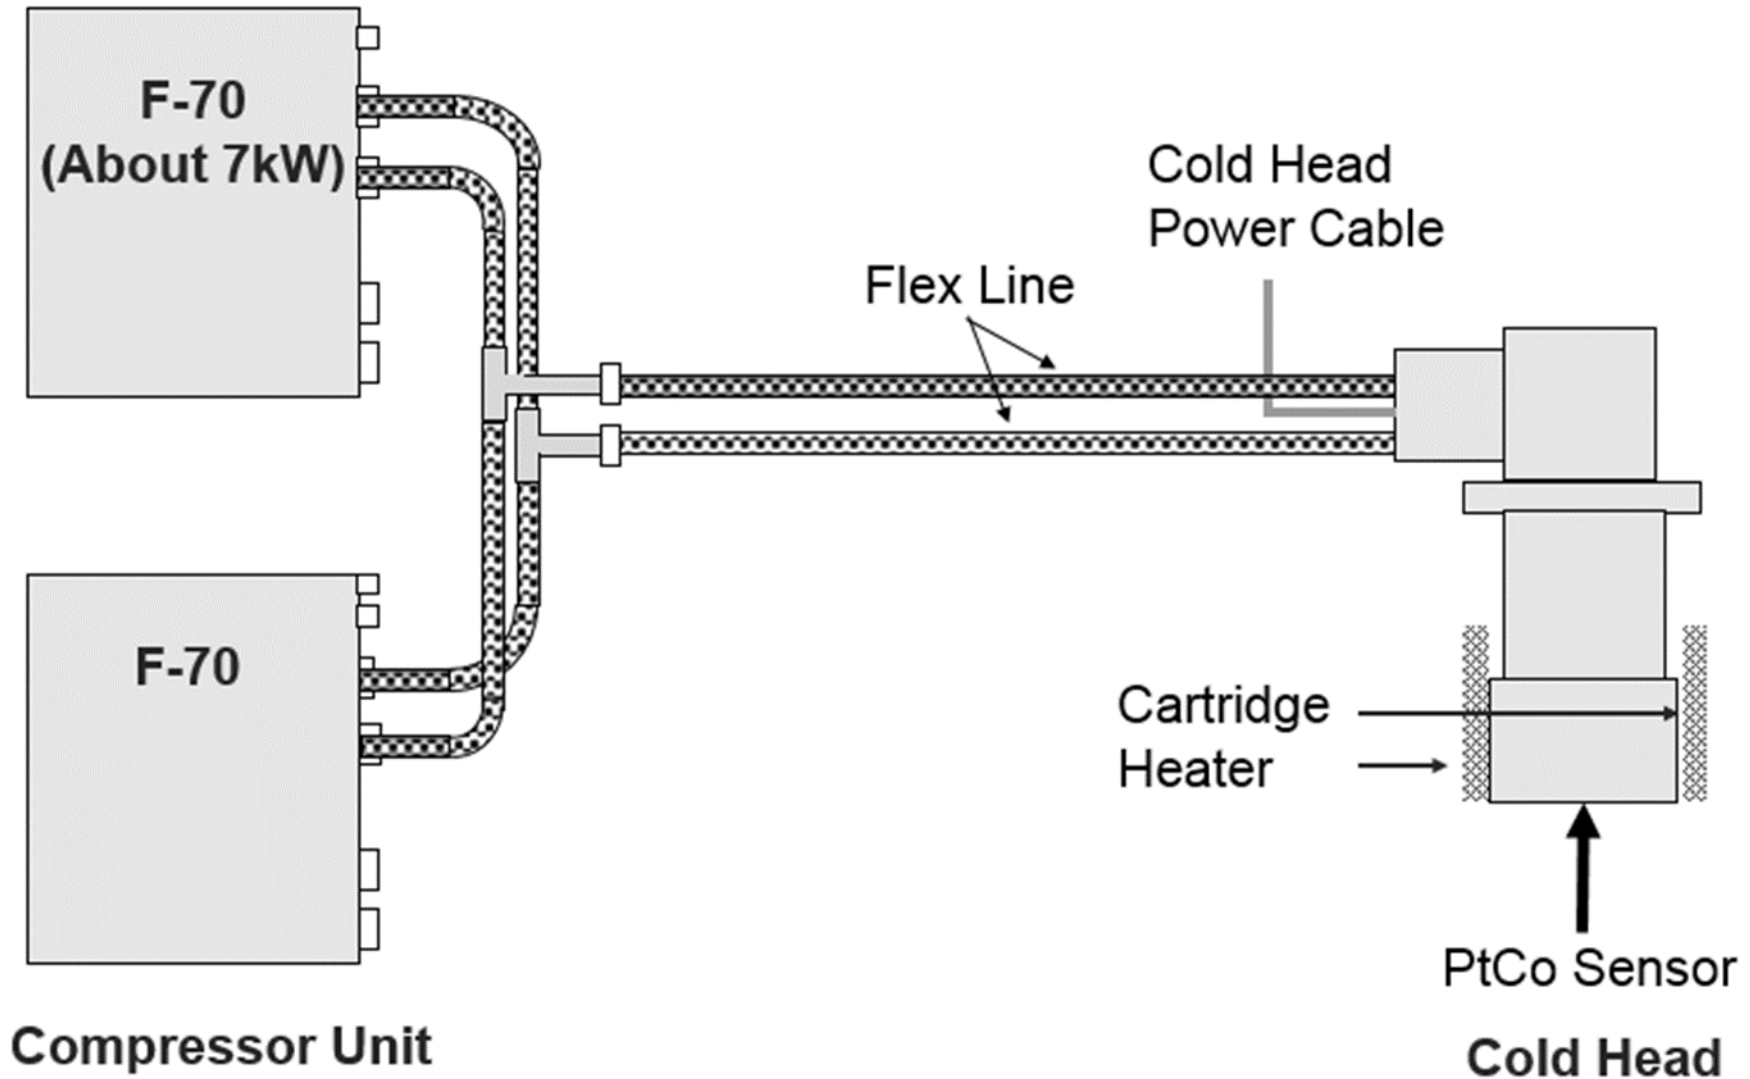 F-70
(About 7kW)
Cold Head
Power Cable
Flex Line
F-70
Cartridge
Heater
PtCo Sensor
Compressor Unit
Cold Head